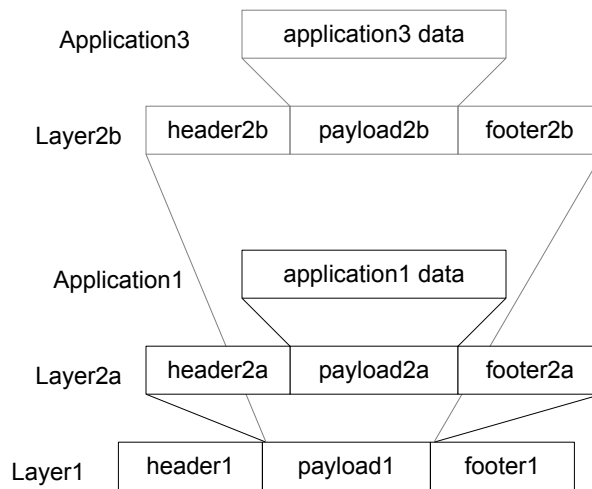 Application3 application3 data
Layer2b header2b payload2b footer2b
Application1 application1 data
Layer2a header2a payload2a footer2a
Layer1 header1 payload1 footer1